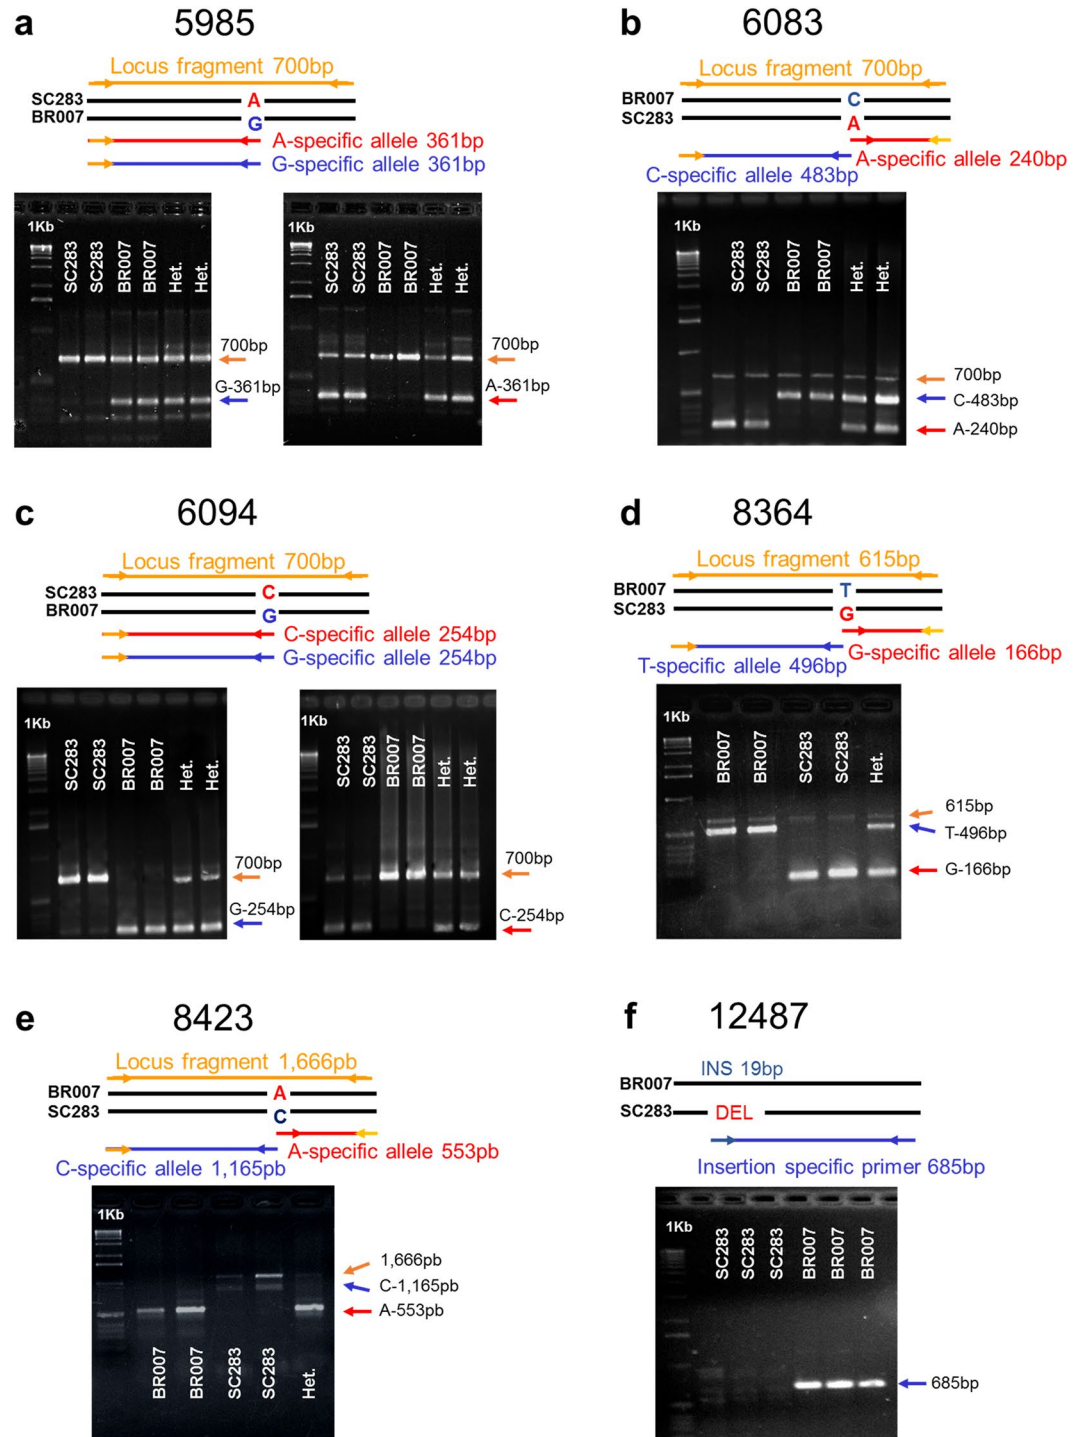 a
5985
Locus fragment 700bp
SC283
A
BR007
G
A-specific allele 361bp
G-specific allele 361bp
1Kb
SC283
SC283
BR007
BR007
Het.
Het.
700bp
G-361bp
1Kb
SC283
SC283
BR007
BR007
Het.
Het.
700bp
A-361bp
b
6083
Locus fragment 700bp
BR007
C
SC283
A
A-specific allele 240bp
C-specific allele 483bp
1Kb
SC283
SC283
BR007
BR007
Het.
Het.
700bp
C-483bp
A-240bp
c
6094
Locus fragment 700bp
SC283
C
BR007
G
C-specific allele 254bp
G-specific allele 254bp
1Kb
SC283
SC283
BR007
BR007
Het.
Het.
700bp
G-254bp
1Kb
SC283
SC283
BR007
BR007
Het.
Het.
700bp
C-254bp
d
8364
Locus fragment 615bp
BR007
T
SC283
G
G-specific allele 166bp
T-specific allele 496bp
1Kb
BR007
BR007
SC283
SC283
Het.
615bp
T-496bp
G-166bp
e
8423
Locus fragment 1,666pb
BR007
A
SC283
C
A-specific allele 553pb
C-specific allele 1,165pb
1Kb
1,666pb
C-1,165pb
A-553pb
BR007
BR007
SC283
SC283
Het.
f
12487
INS 19bp
BR007
SC283
DEL
Insertion specific primer 685bp
1Kb
SC283
SC283
SC283
BR007
BR007
BR007
685bp